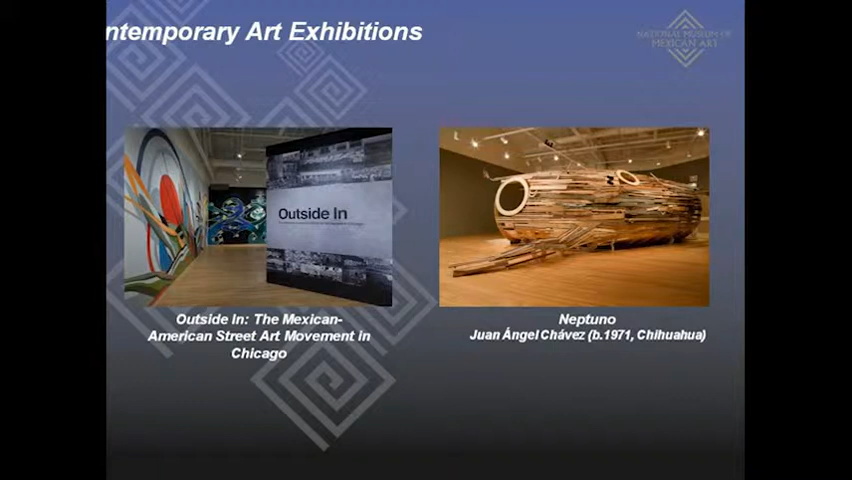 ntemporary Art Exhibitions
NATIONAL MUSEUM OF
MEXICAN ART
Outside In
Outside In: The Mexican-
American Street Art Movement in
Chicago
Neptuno
Juan Ángel Chávez (b.1971, Chihuahua)